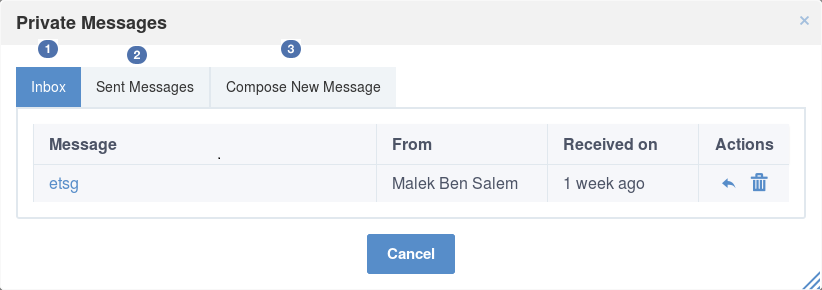 Private Messages ×
1 2 3
Inbox Sent Messages Compose New Message
Message From Received on Actions
etsg Malek Ben Salem 1 week ago
Cancel